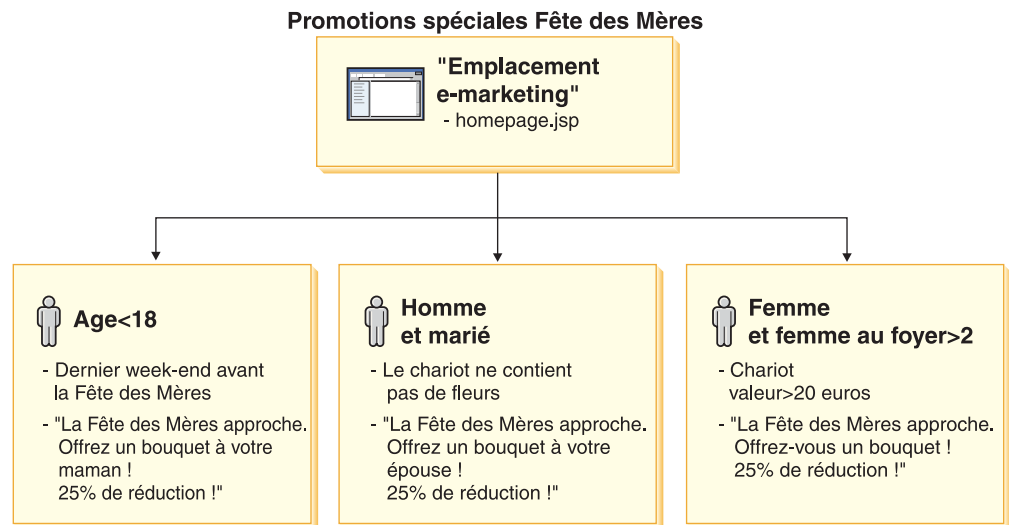 Promotions spéciales Fête des Mères
"Emplacement
e-marketing"
- homepage.jsp
Age<18
- Dernier week-end avant
la Fête des Mères
- "La Fête des Mères approche.
Offrez un bouquet à votre
maman !
25% de réduction !"
Homme
et marié
- Le chariot ne contient
pas de fleurs
- "La Fête des Mères approche.
Offrez un bouquet à votre
épouse !
25% de réduction !"
Femme
et femme au foyer>2
- Chariot
valeur>20 euros
- "La Fête des Mères approche.
Offrez-vous un bouquet !
25% de réduction !"